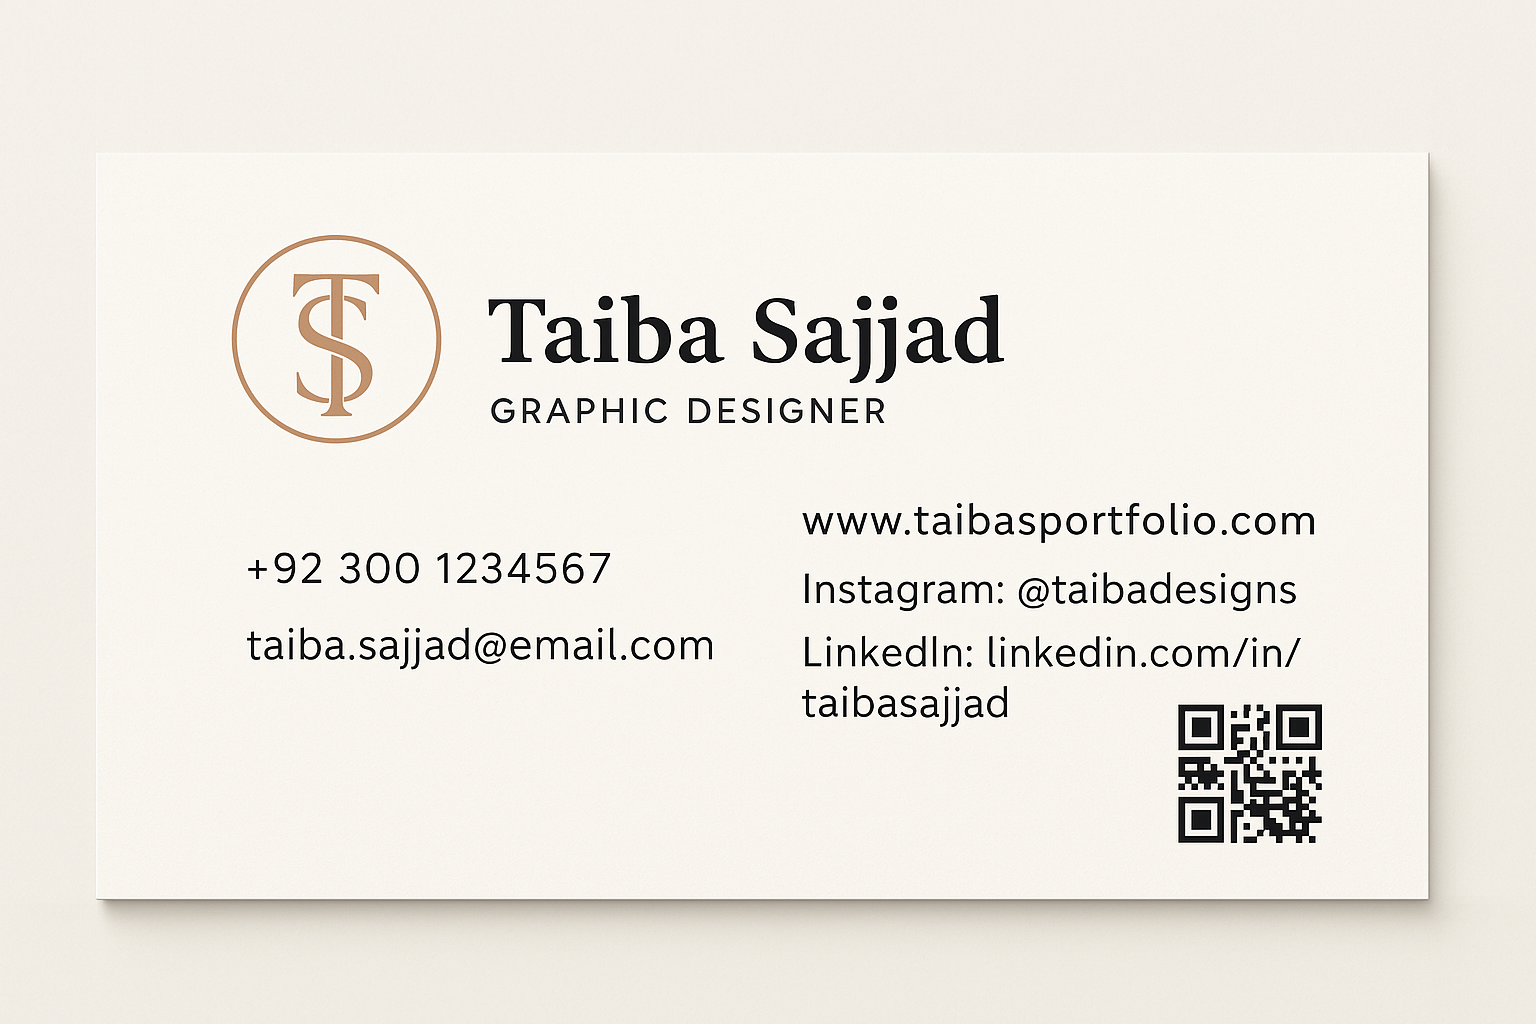 TS
Taiba Sajjad
GRAPHIC DESIGNER
+92 300 1234567
taiba.sajjad@email.com
www.taibasportfolio.com
Instagram: @taibadesigns
LinkedIn: linkedin.com/in/
taibasajjad